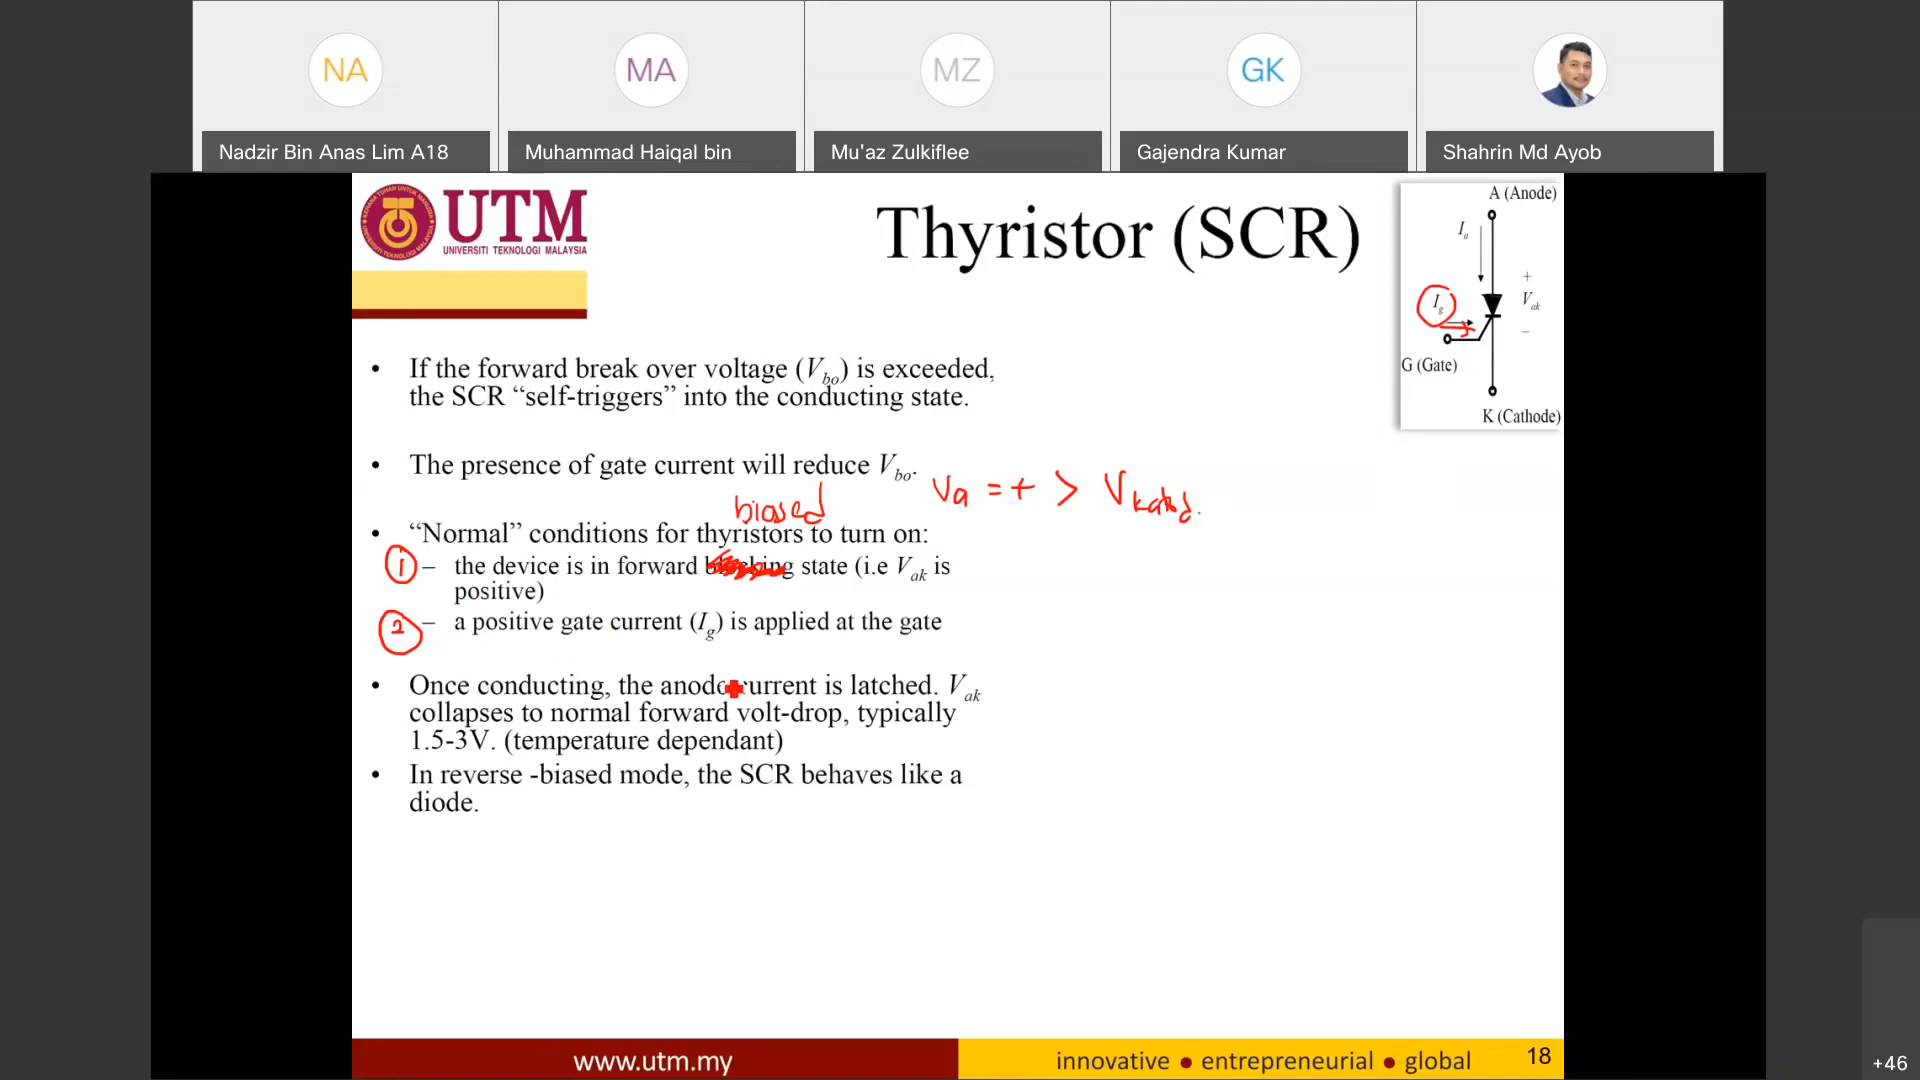 NA
MA
MZ
GK
Nadzir Bin Anas Lim A18
Muhammad Haiqal bin
Mu'az Zulkiflee
Gajendra Kumar
Shahrin Md Ayob
UTM
UNIVERSITI TEKNOLOGI MALAYSIA
Thyristor (SCR)
A (Anode)
Ia
+
Ig
Vak
–
G (Gate)
K (Cathode)
• If the forward break over voltage (Vbo) is exceeded,
the SCR “self-triggers” into the conducting state.
• The presence of gate current will reduce Vbo.
Va = + > V
biased
• “Normal” conditions for thyristors to turn on:
1 – the device is in forward blocking state (i.e Vak is
positive)
2 – a positive gate current (Ig) is applied at the gate
• Once conducting, the anode current is latched. Vak
collapses to normal forward volt-drop, typically
1.5-3V. (temperature dependant)
• In reverse -biased mode, the SCR behaves like a
diode.
www.utm.my
innovative ● entrepreneurial ● global
18
+46